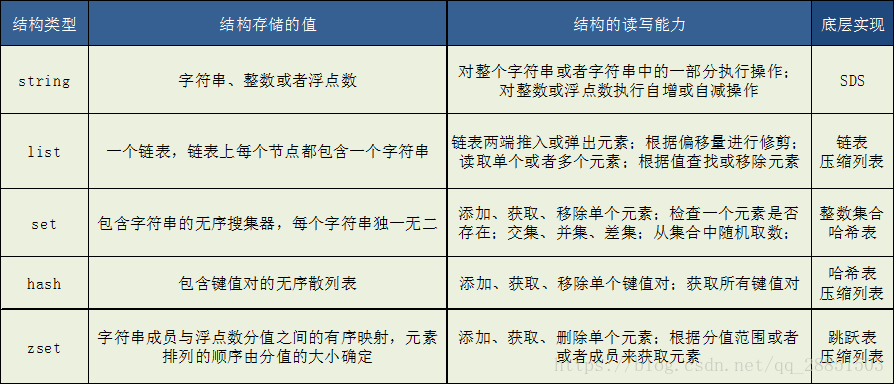 结构类型
结构存储的值
结构的读写能力
底层实现
string
字符串、整数或者浮点数
对整个字符串或者字符串中的一部分执行操作;
对整数或浮点数执行自增或自减操作
SDS
list
一个链表，链表上每个节点都包含一个字符串
链表两端推入或弹出元素；根据偏移量进行修剪；
读取单个或者多个元素；根据值查找或移除元素
链表
压缩列表
set
包含字符串的无序搜集器，每个字符串独一无二
添加、获取、移除单个元素；检查一个元素是否
存在；交集、并集、差集；从集合中随机取数；
整数集合
哈希表
hash
包含键值对的无序散列表
添加、获取、移除单个键值对；获取所有键值对
哈希表
压缩列表
zset
字符串成员与浮点数分值之间的有序映射，元素
排列的顺序由分值的大小确定
添加、获取、删除单个元素；根据分值范围或者
或者成员来获取元素
跳跃表
压缩列表